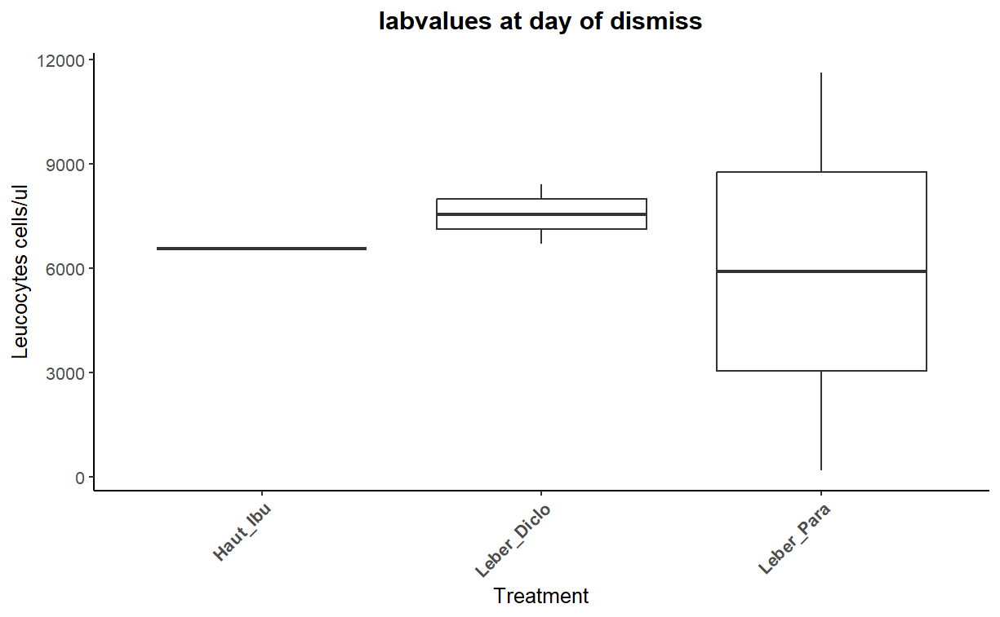 labvalues at day of dismiss
Leucocytes cells/ul
12000
9000
6000
3000
0
Haut_Ibu
Leber_Diclo
Leber_Para
Treatment